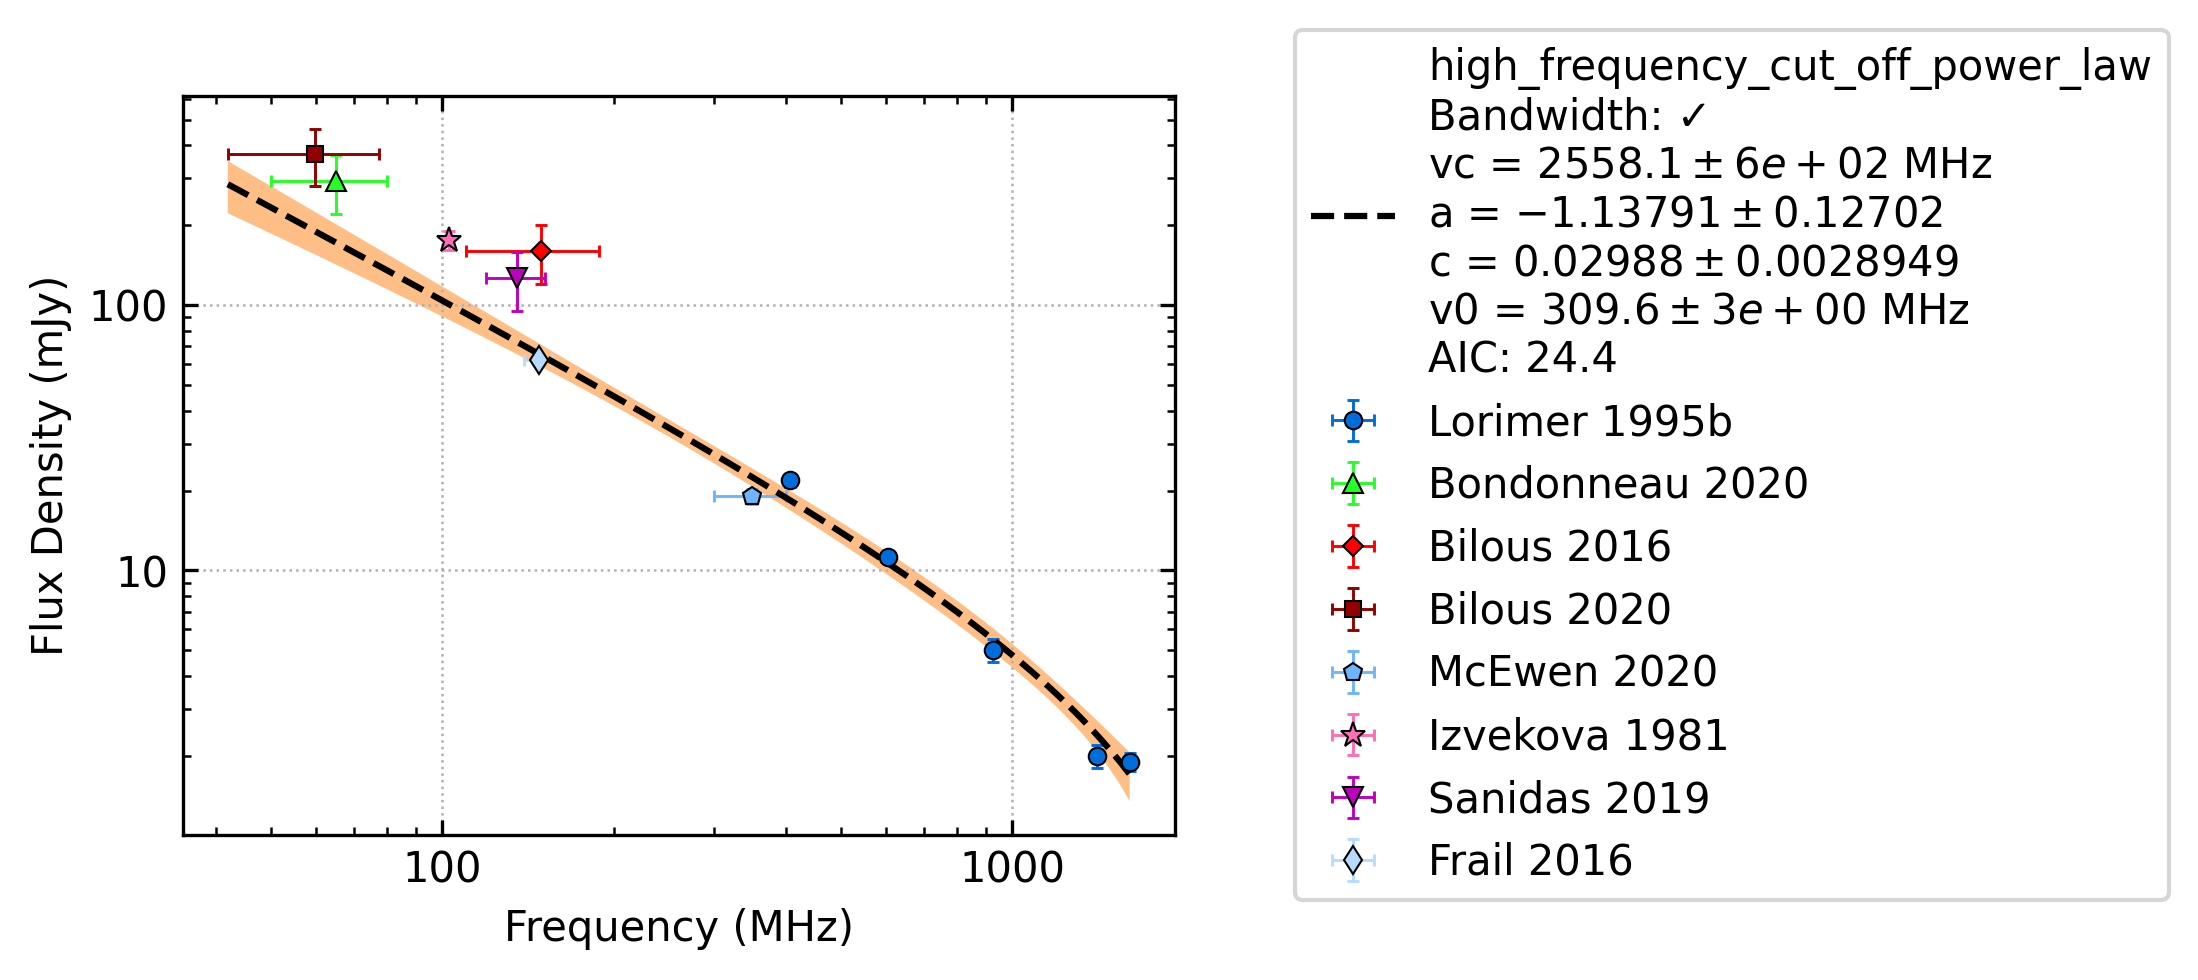 high_frequency_cut_off_power_law
Bandwidth: ✓
vc = 2558.1 ± 6e + 02 MHz
a = −1.13791 ± 0.12702
c = 0.02988 ± 0.0028949
v0 = 309.6 ± 3e + 00 MHz
AIC: 24.4
Lorimer 1995b
Bondonneau 2020
Bilous 2016
Bilous 2020
McEwen 2020
Izvekova 1981
Sanidas 2019
Frail 2016
Flux Density (mJy)
100
10
100
1000
Frequency (MHz)